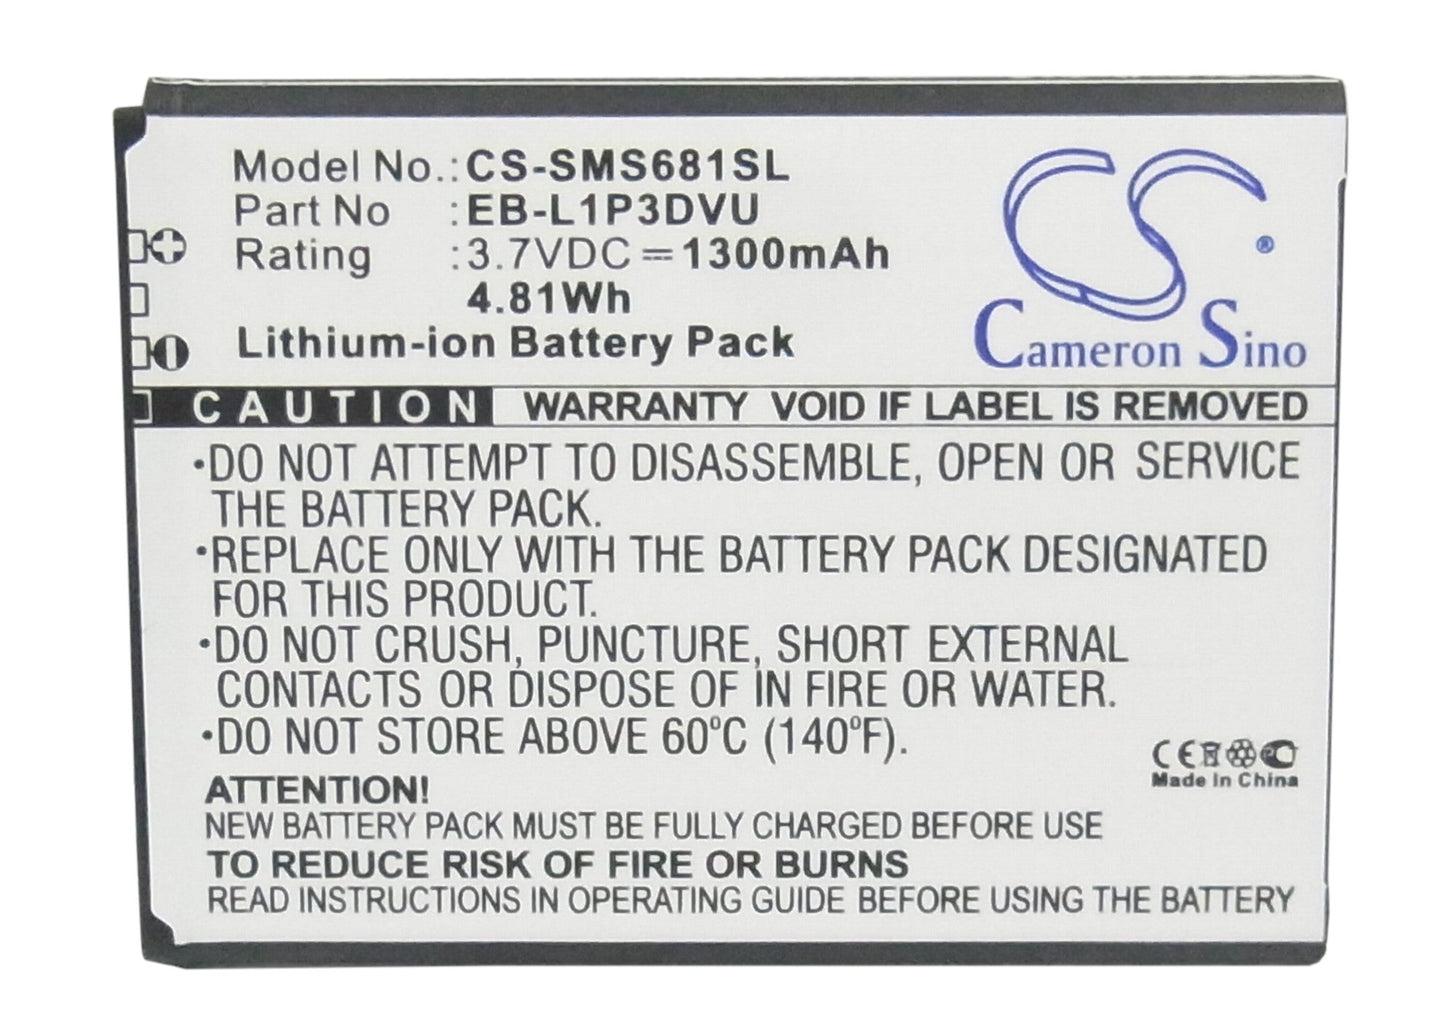 Model No.: CS-SMS681SL
Part No : EB-L1P3DVU
Rating : 3.7VDC ⎓ 1300mAh
4.81Wh
Lithium-ion Battery Pack
CS ®
Cameron Sino
CAUTION WARRANTY VOID IF LABEL IS REMOVED
•DO NOT ATTEMPT TO DISASSEMBLE, OPEN OR SERVICE
THE BATTERY PACK.
•REPLACE ONLY WITH THE BATTERY PACK DESIGNATED
FOR THIS PRODUCT.
•DO NOT CRUSH, PUNCTURE, SHORT EXTERNAL
CONTACTS OR DISPOSE OF IN FIRE OR WATER.
•DO NOT STORE ABOVE 60°C (140°F).
CE
Made In China
ATTENTION!
NEW BATTERY PACK MUST BE FULLY CHARGED BEFORE USE
TO REDUCE RISK OF FIRE OR BURNS
READ INSTRUCTIONS IN OPERATING GUIDE BEFORE USING THE BATTERY